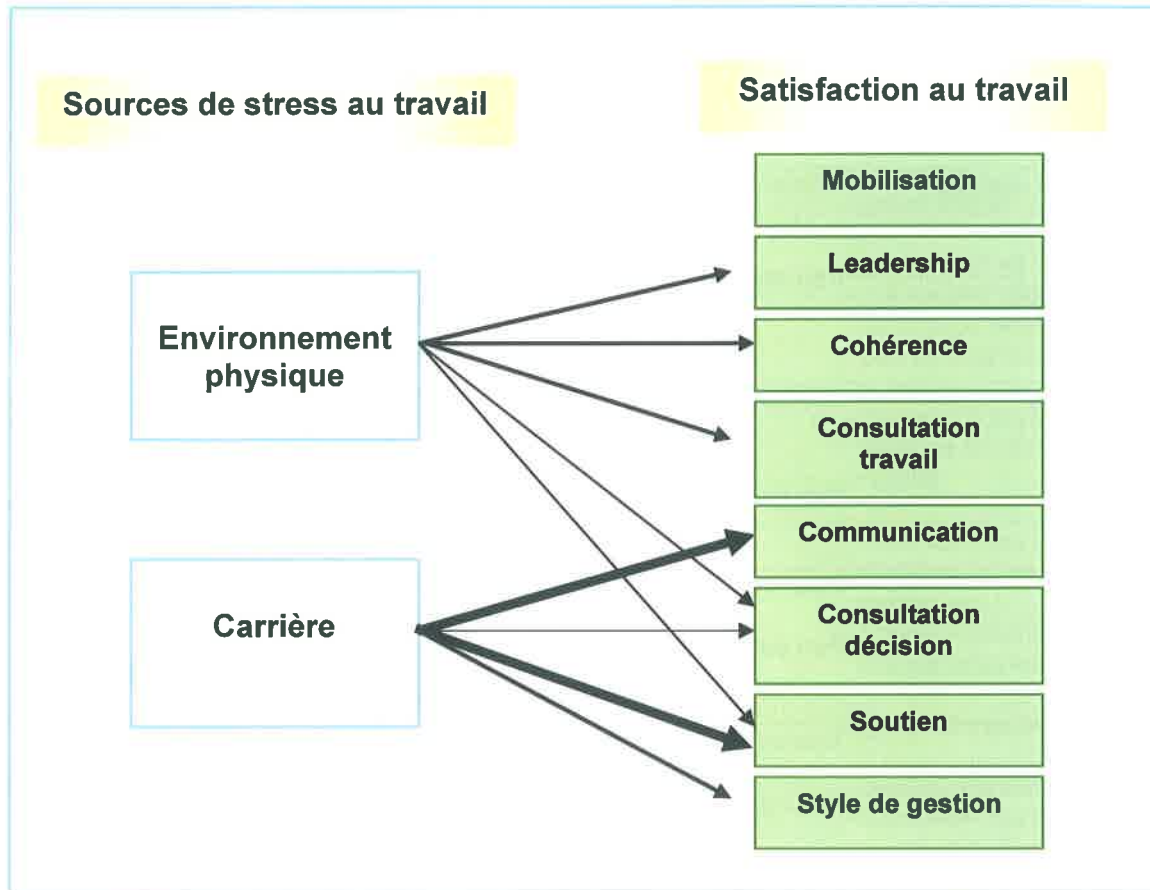 Sources de stress au travail
Satisfaction au travail
Mobilisation
Leadership
Environnement
physique
Cohérence
Consultation
travail
Communication
Carrière
Consultation
décision
Soutien
Style de gestion